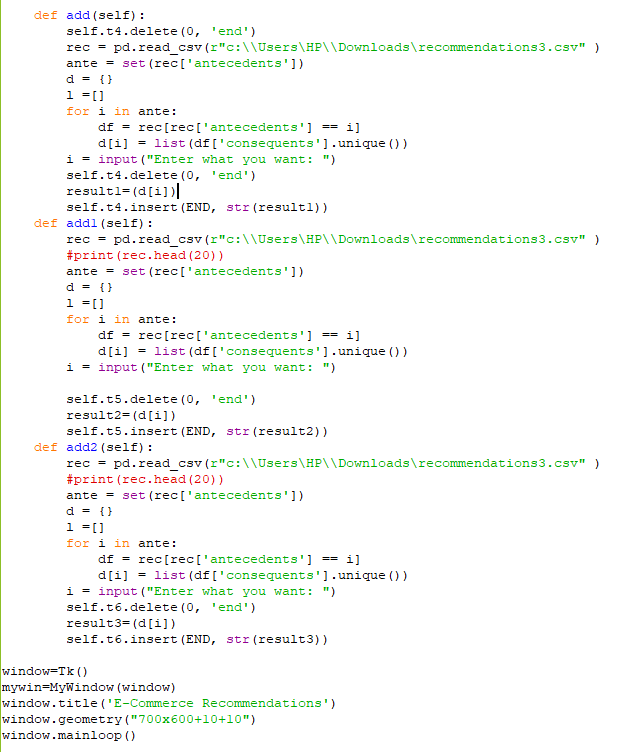 def add(self):
        self.t4.delete(0, 'end')
        rec = pd.read_csv(r"c:\\Users\HP\\Downloads\recommendations3.csv" )
        ante = set(rec['antecedents'])
        d = {}
        l =[]
        for i in ante:
            df = rec[rec['antecedents'] == i]
            d[i] = list(df['consequents'].unique())
        i = input("Enter what you want: ")
        self.t4.delete(0, 'end')
        result1=(d[i])
        self.t4.insert(END, str(result1))
    def add1(self):
        rec = pd.read_csv(r"c:\\Users\HP\\Downloads\recommendations3.csv" )
        #print(rec.head(20))
        ante = set(rec['antecedents'])
        d = {}
        l =[]
        for i in ante:
            df = rec[rec['antecedents'] == i]
            d[i] = list(df['consequents'].unique())
        i = input("Enter what you want: ")

        self.t5.delete(0, 'end')
        result2=(d[i])
        self.t5.insert(END, str(result2))
    def add2(self):
        rec = pd.read_csv(r"c:\\Users\HP\\Downloads\recommendations3.csv" )
        #print(rec.head(20))
        ante = set(rec['antecedents'])
        d = {}
        l =[]
        for i in ante:
            df = rec[rec['antecedents'] == i]
            d[i] = list(df['consequents'].unique())
        i = input("Enter what you want: ")
        self.t6.delete(0, 'end')
        result3=(d[i])
        self.t6.insert(END, str(result3))

window=Tk()
mywin=MyWindow(window)
window.title('E-Commerce Recommendations')
window.geometry("700x600+10+10")
window.mainloop()